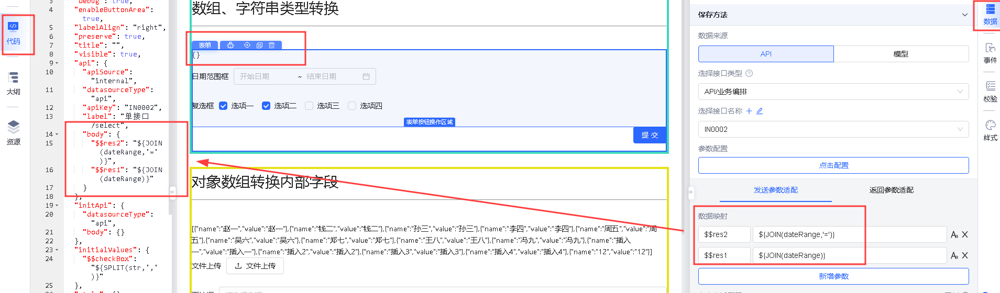 代码
大纲
资源
"debug": true,
4 "enableButtonArea":
true,
5 "labelAlign": "right",
6 "preserve": true,
7 "title": "",
8 "visible": true,
9 "api": {
10 "apiSource":
"internal",
11 "datasourceType":
"api",
12 "apiKey": "IN0002",
13 "label": "单接口
/select",
14 "body": {
15 "$$res2": "${JOIN
(dateRange,'='
)}",
16 "$$res1": "${JOIN
(dateRange)}"
17 }
18 },
19 "initApi": {
20 "datasourceType":
"api",
21 "body": {}
22 },
23 "initialValues": {
24 "$$checkBox":
"${SPLIT(str,','
)}"
25 },
数组、字符串类型转换
表单
{}
日期范围框 开始日期 ~ 结束日期
复选框 选项一 选项二 选项三 选项四
表单按钮操作区域
提 交
对象数组转换内部字段
[{"name":"赵一","value":"赵一"},{"name":"钱二","value":"钱二"},{"name":"孙三","value":"孙三"},{"name":"李四","value":"李四"},{"name":"周五","value":"周
五"},{"name":"吴六","value":"吴六"},{"name":"郑七","value":"郑七"},{"name":"王八","value":"王八"},{"name":"冯九","value":"冯九"},{"name":"插入
一","value":"插入一"},{"name":"插入2","value":"插入2"},{"name":"插入3","value":"插入3"},{"name":"插入4","value":"插入4"},{"name":"12","value":"12"}]
文件上传 文件上传
保存方法
数据来源
API 模型
选择接口类型
API/业务编排
选择接口名称
IN0002
参数配置
点击配置
发送参数适配 返回参数适配
数据映射
$$res2 ${JOIN(dateRange,'=')}
$$res1 ${JOIN(dateRange)}
新增参数
数据
事件
校验
样式